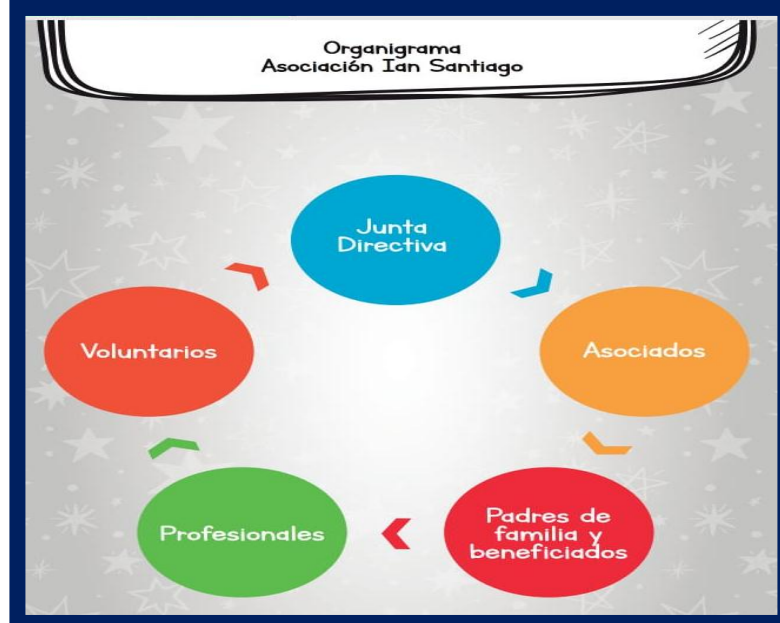 Organigrama
Asociación Ian Santiago
Junta
Directiva
Asociados
Padres de
familia y
beneficiados
Profesionales
Voluntarios